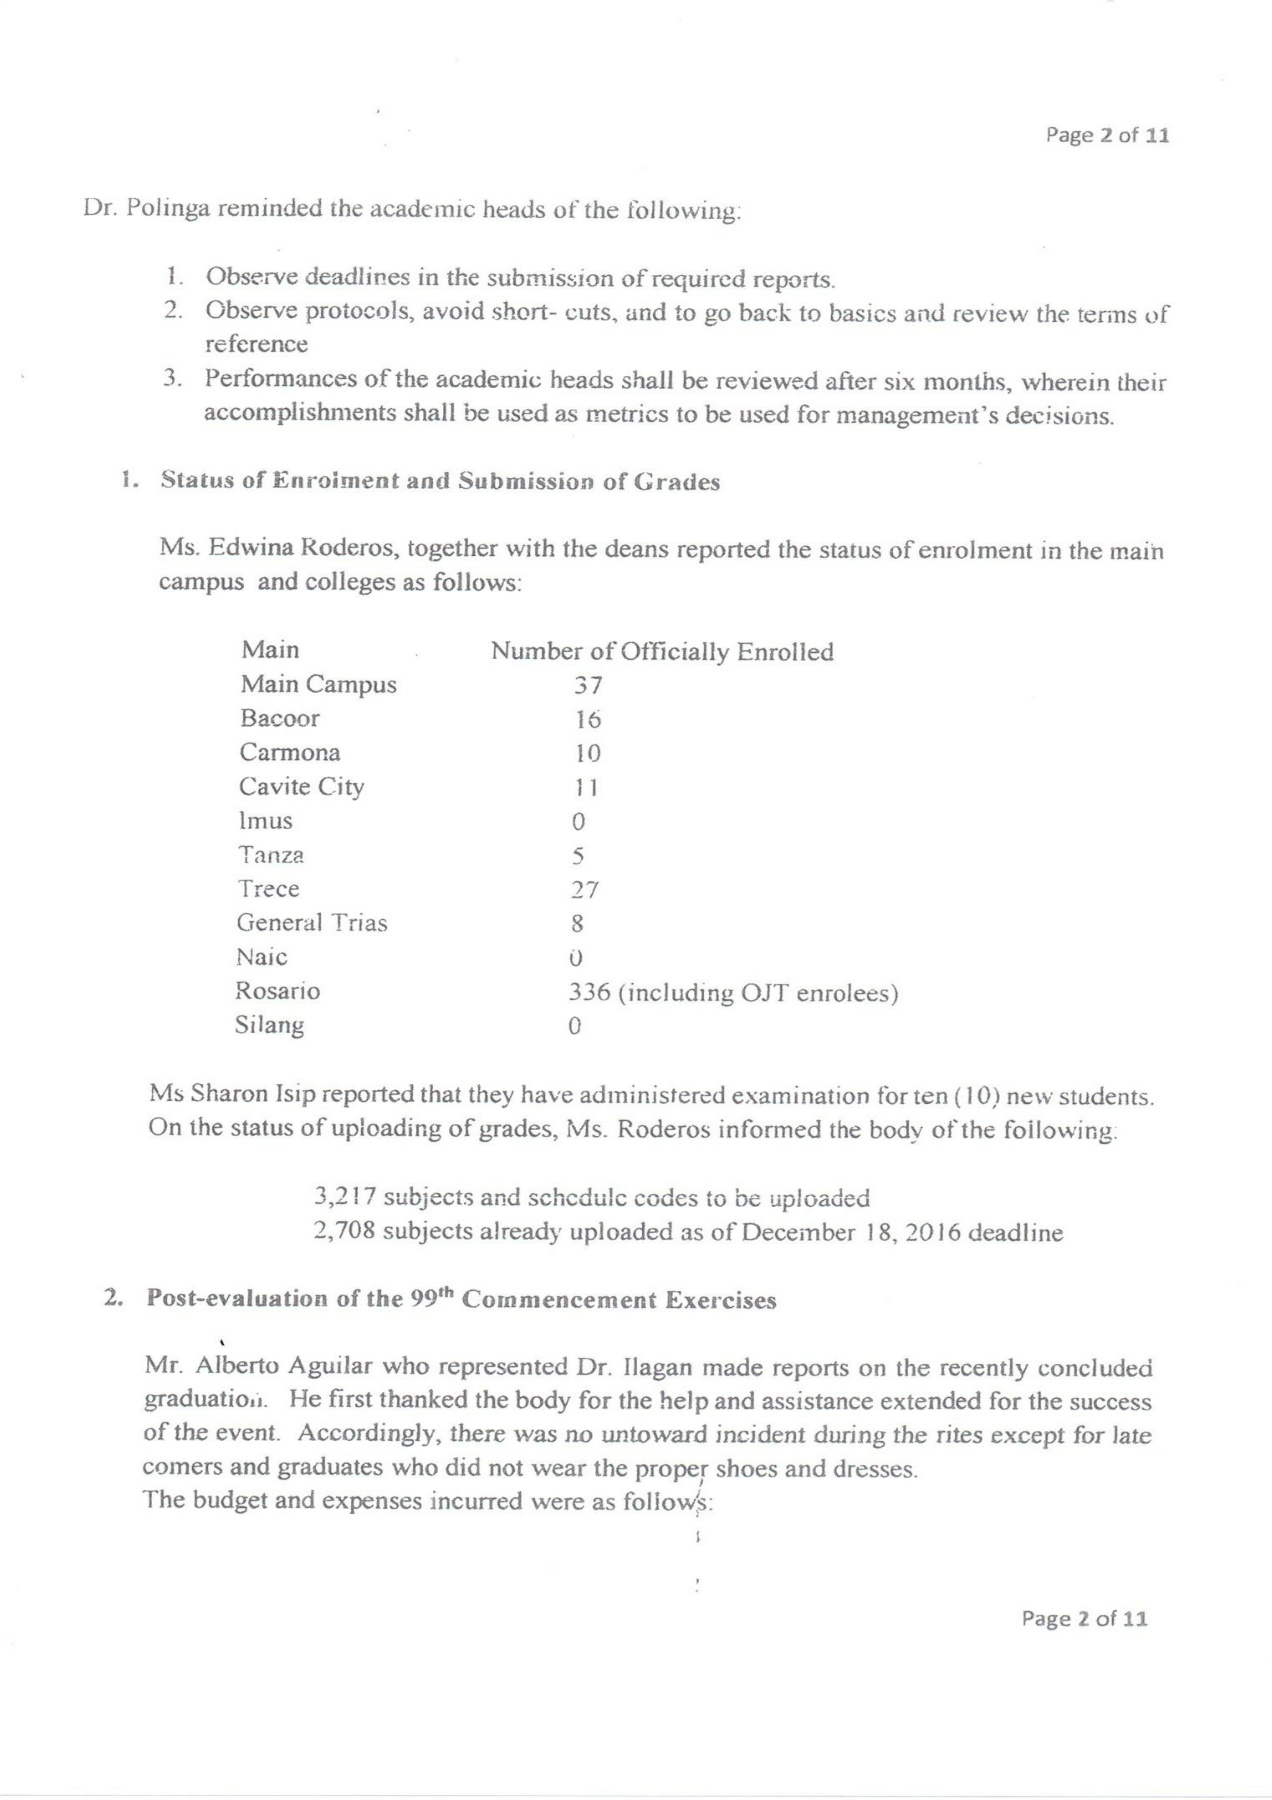 Page 2 of 11
Dr. Polinga reminded the academic heads of the following:
1. Observe deadlines in the submission of required reports.
2. Observe protocols, avoid short- cuts, and to go back to basics and review the terms of
reference
3. Performances of the academic heads shall be reviewed after six months, wherein their
accomplishments shall be used as metrics to be used for management's decisions.
1. Status of Enrolment and Submission of Grades
Ms. Edwina Roderos, together with the deans reported the status of enrolment in the main
campus and colleges as follows:
Main Number of Officially Enrolled
Main Campus 37
Bacoor 16
Carmona 10
Cavite City 11
Imus 0
Tanza 5
Trece 27
General Trias 8
Naic 0
Rosario 336 (including OJT enrolees)
Silang 0
Ms Sharon Isip reported that they have administered examination for ten (10) new students.
On the status of uploading of grades, Ms. Roderos informed the body of the following:
3,217 subjects and schedule codes to be uploaded
2,708 subjects already uploaded as of December 18, 2016 deadline
2. Post-evaluation of the 99th Commencement Exercises
Mr. Alberto Aguilar who represented Dr. Ilagan made reports on the recently concluded
graduation. He first thanked the body for the help and assistance extended for the success
of the event. Accordingly, there was no untoward incident during the rites except for late
comers and graduates who did not wear the proper shoes and dresses.
The budget and expenses incurred were as follows:
Page 2 of 11